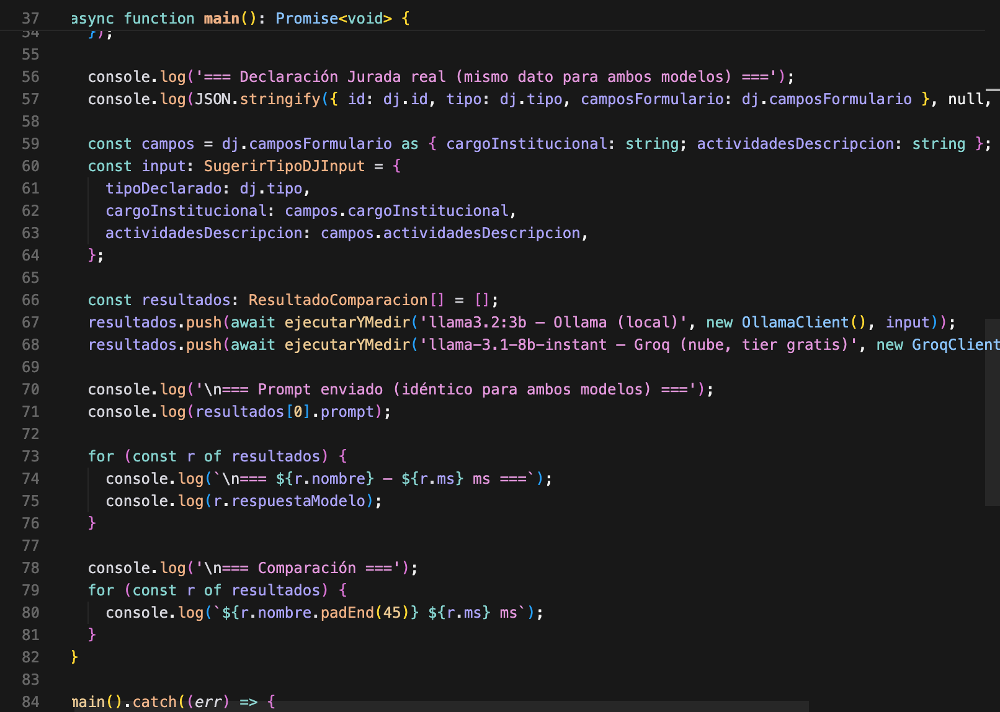 37 async function main(): Promise<void> {
54 });
55
56 console.log('=== Declaración Jurada real (mismo dato para ambos modelos) ===');
57 console.log(JSON.stringify({ id: dj.id, tipo: dj.tipo, camposFormulario: dj.camposFormulario }, null,
58
59 const campos = dj.camposFormulario as { cargoInstitucional: string; actividadesDescripcion: string };
60 const input: SugerirTipoDJInput = {
61 tipoDeclarado: dj.tipo,
62 cargoInstitucional: campos.cargoInstitucional,
63 actividadesDescripcion: campos.actividadesDescripcion,
64 };
65
66 const resultados: ResultadoComparacion[] = [];
67 resultados.push(await ejecutarYMedir('llama3.2:3b — Ollama (local)', new OllamaClient(), input));
68 resultados.push(await ejecutarYMedir('llama-3.1-8b-instant — Groq (nube, tier gratis)', new GroqClient
69
70 console.log('\n=== Prompt enviado (idéntico para ambos modelos) ===');
71 console.log(resultados[0].prompt);
72
73 for (const r of resultados) {
74 console.log(`\n=== ${r.nombre} — ${r.ms} ms ===`);
75 console.log(r.respuestaModelo);
76 }
77
78 console.log('\n=== Comparación ===');
79 for (const r of resultados) {
80 console.log(`${r.nombre.padEnd(45)} ${r.ms} ms`);
81 }
82 }
83
84 main().catch((err) => {